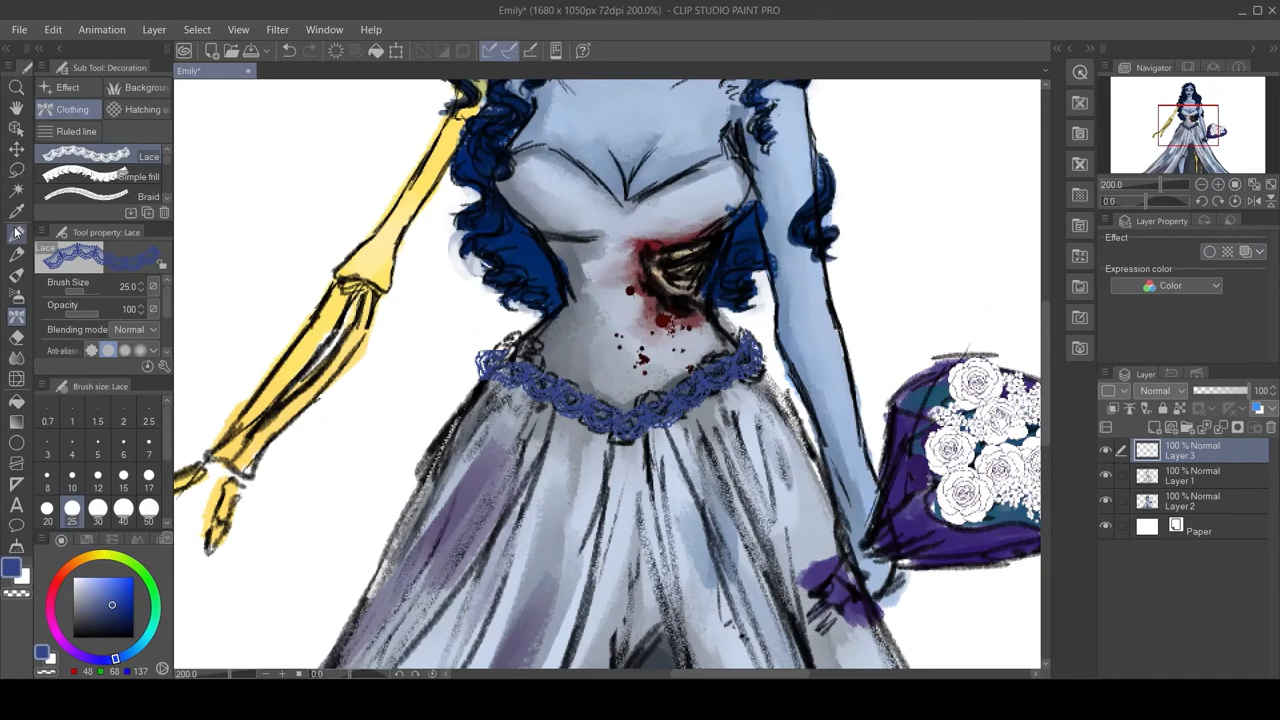 Emily* (1680 x 1050px 72dpi 200.0%) - CLIP STUDIO PAINT PRO
File Edit Animation Layer Select View Filter Window Help
Emily*
Sub Tool: Decoration
Effect
Clothing
Hatching
Ruled line
Lace
Simple frill
Braid
Tool property: Lace
Lace
Brush Size 25.0
Opacity 100
Blending mode Normal
Brush size: Lace
0.7 1 1.5 2 2.5
3 4 5 6 7
8 10 12 15 17
20 25 30 40 50
48 68 137
200.0 0.0
Navigator
200.0
0.0
Layer Property
Effect
Expression color
Color
Layer
Normal 100
100 % Normal
Layer 3
100 % Normal
Layer 1
100 % Normal
Layer 2
Paper